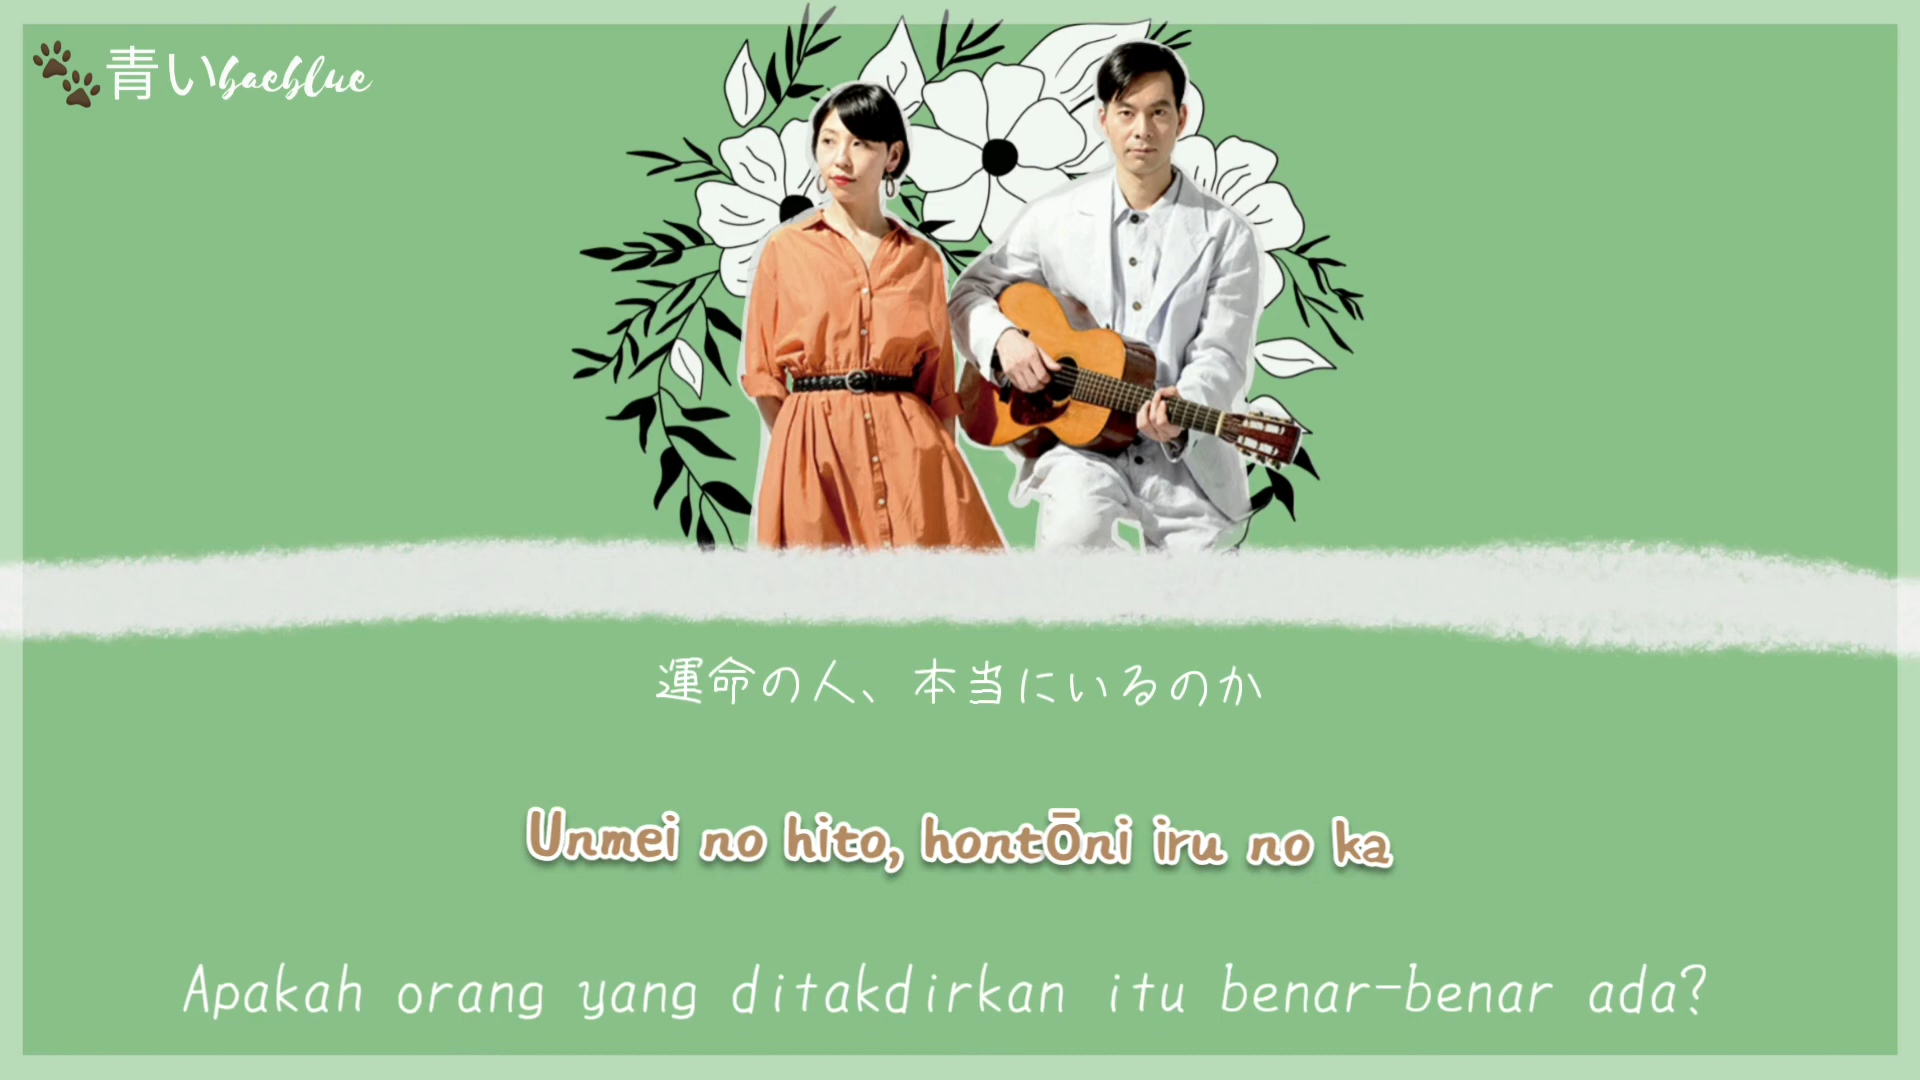 青いbaeblue
運命の人、本当にいるのか
Unmei no hito, hontōni iru no ka
Apakah orang yang ditakdirkan itu benar-benar ada?